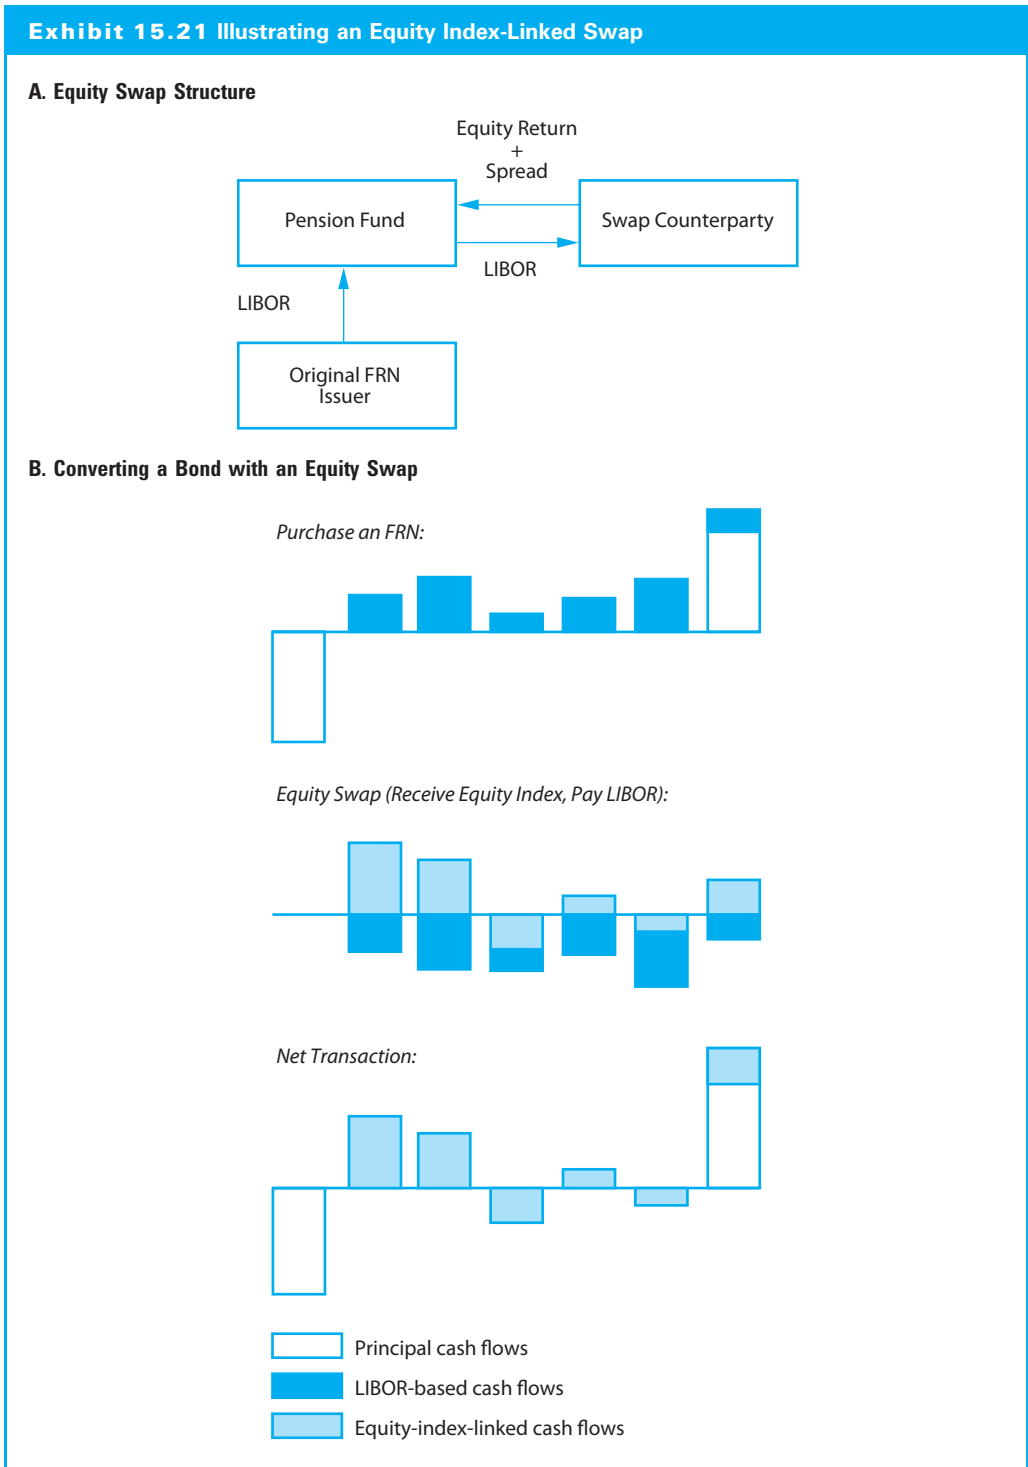 Exhibit 15.21 Illustrating an Equity Index-Linked Swap
A. Equity Swap Structure
Equity Return
+
Spread
Pension Fund
Swap Counterparty
LIBOR
LIBOR
Original FRN
Issuer
B. Converting a Bond with an Equity Swap
Purchase an FRN:
Equity Swap (Receive Equity Index, Pay LIBOR):
Net Transaction:
Principal cash flows
LIBOR-based cash flows
Equity-index-linked cash flows